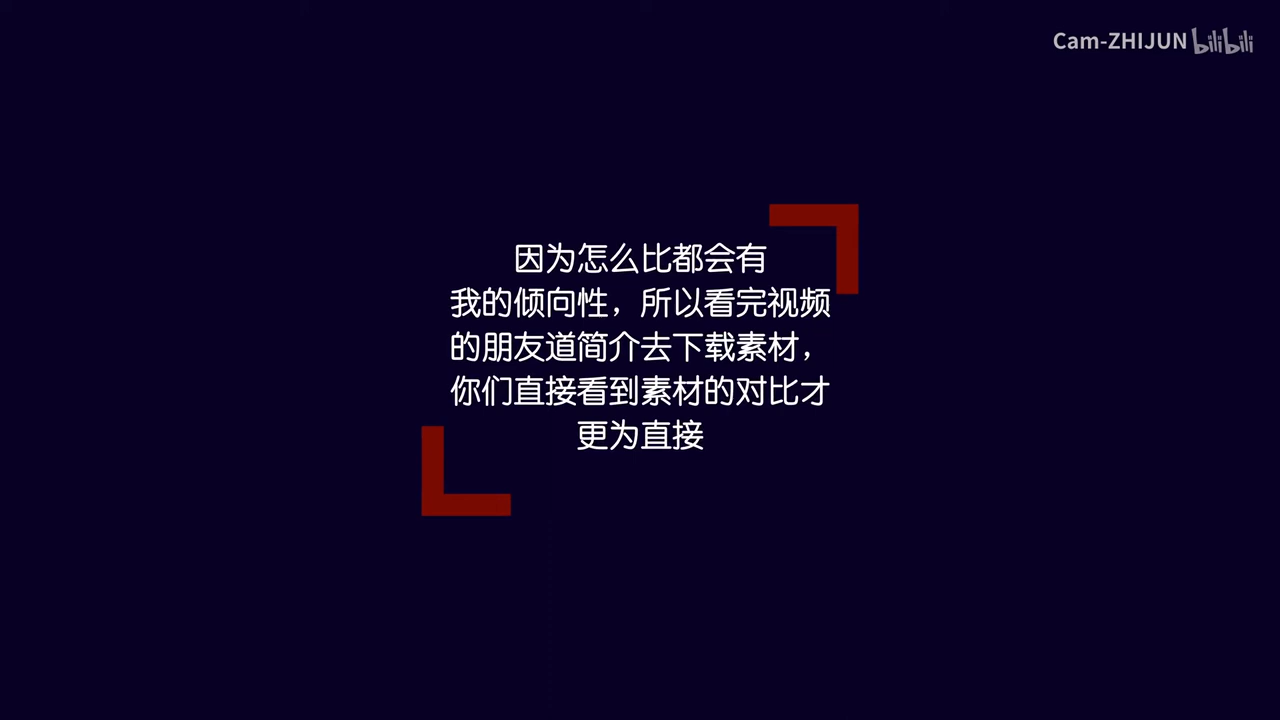 Cam-ZHIJUN bilibili
因为怎么比都会有
我的倾向性，所以看完视频
的朋友道简介去下载素材，
你们直接看到素材的对比才
更为直接